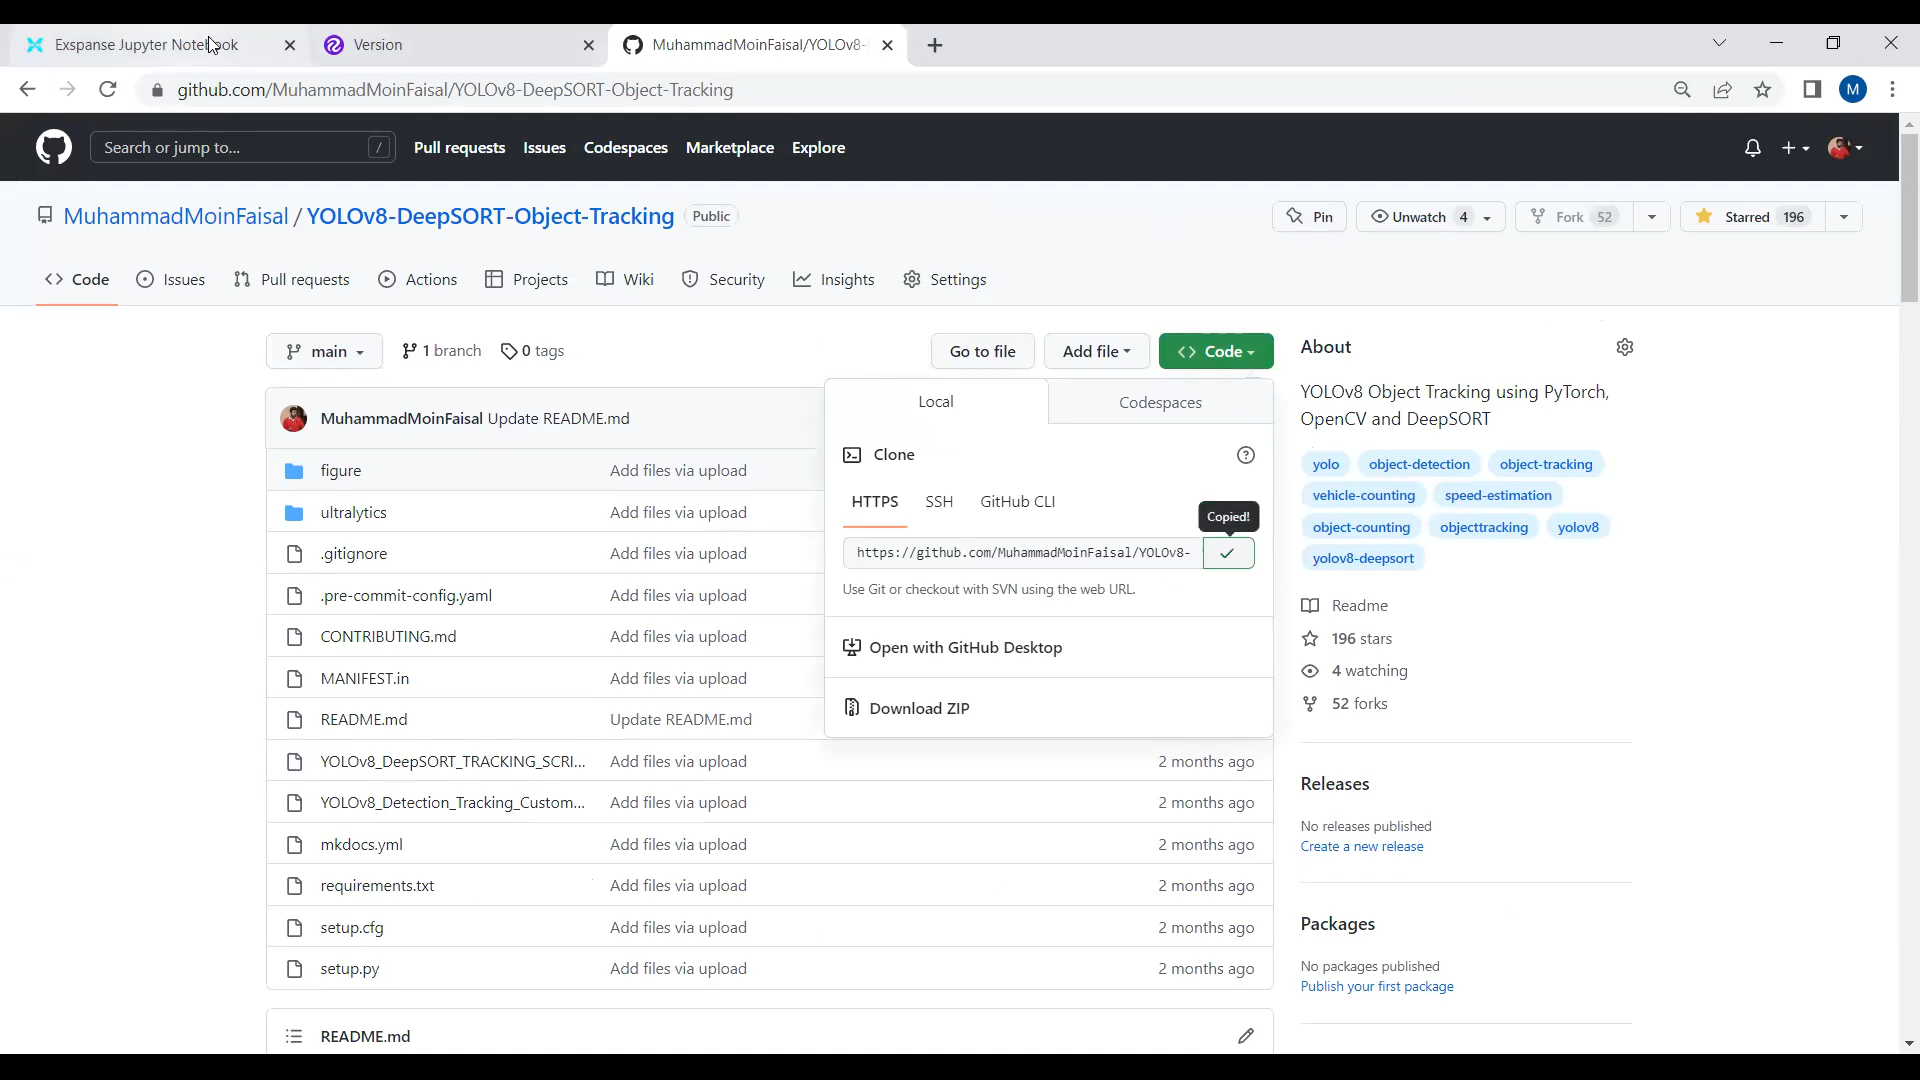 Exspanse Jupyter Notebook
Version
MuhammadMoinFaisal/YOLOv8-
github.com/MuhammadMoinFaisal/YOLOv8-DeepSORT-Object-Tracking
M
Search or jump to...
/
Pull requests
Issues
Codespaces
Marketplace
Explore
MuhammadMoinFaisal / YOLOv8-DeepSORT-Object-Tracking
Public
Pin
Unwatch 4
Fork 52
Starred 196
Code
Issues
Pull requests
Actions
Projects
Wiki
Security
Insights
Settings
main
1 branch
0 tags
Go to file
Add file
Code
Local
Codespaces
Clone
HTTPS
SSH
GitHub CLI
Copied!
https://github.com/MuhammadMoinFaisal/YOLOv8-
Use Git or checkout with SVN using the web URL.
Open with GitHub Desktop
Download ZIP
MuhammadMoinFaisal Update README.md
figure Add files via upload
ultralytics Add files via upload
.gitignore Add files via upload
.pre-commit-config.yaml Add files via upload
CONTRIBUTING.md Add files via upload
MANIFEST.in Add files via upload
README.md Update README.md
YOLOv8_DeepSORT_TRACKING_SCRI... Add files via upload 2 months ago
YOLOv8_Detection_Tracking_Custom... Add files via upload 2 months ago
mkdocs.yml Add files via upload 2 months ago
requirements.txt Add files via upload 2 months ago
setup.cfg Add files via upload 2 months ago
setup.py Add files via upload 2 months ago
README.md
About
YOLOv8 Object Tracking using PyTorch,
OpenCV and DeepSORT
yolo object-detection object-tracking
vehicle-counting speed-estimation
object-counting objecttracking yolov8
yolov8-deepsort
Readme
196 stars
4 watching
52 forks
Releases
No releases published
Create a new release
Packages
No packages published
Publish your first package